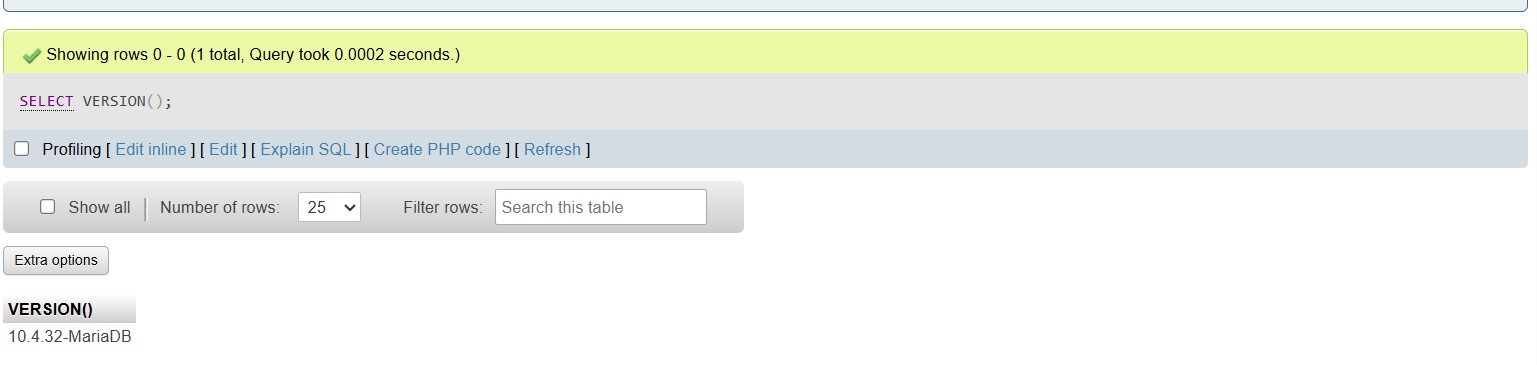 Showing rows 0 - 0 (1 total, Query took 0.0002 seconds.)
SELECT VERSION();
Profiling [ Edit inline ] [ Edit ] [ Explain SQL ] [ Create PHP code ] [ Refresh ]
Show all | Number of rows: 25 Filter rows: Search this table
Extra options
VERSION()
10.4.32-MariaDB